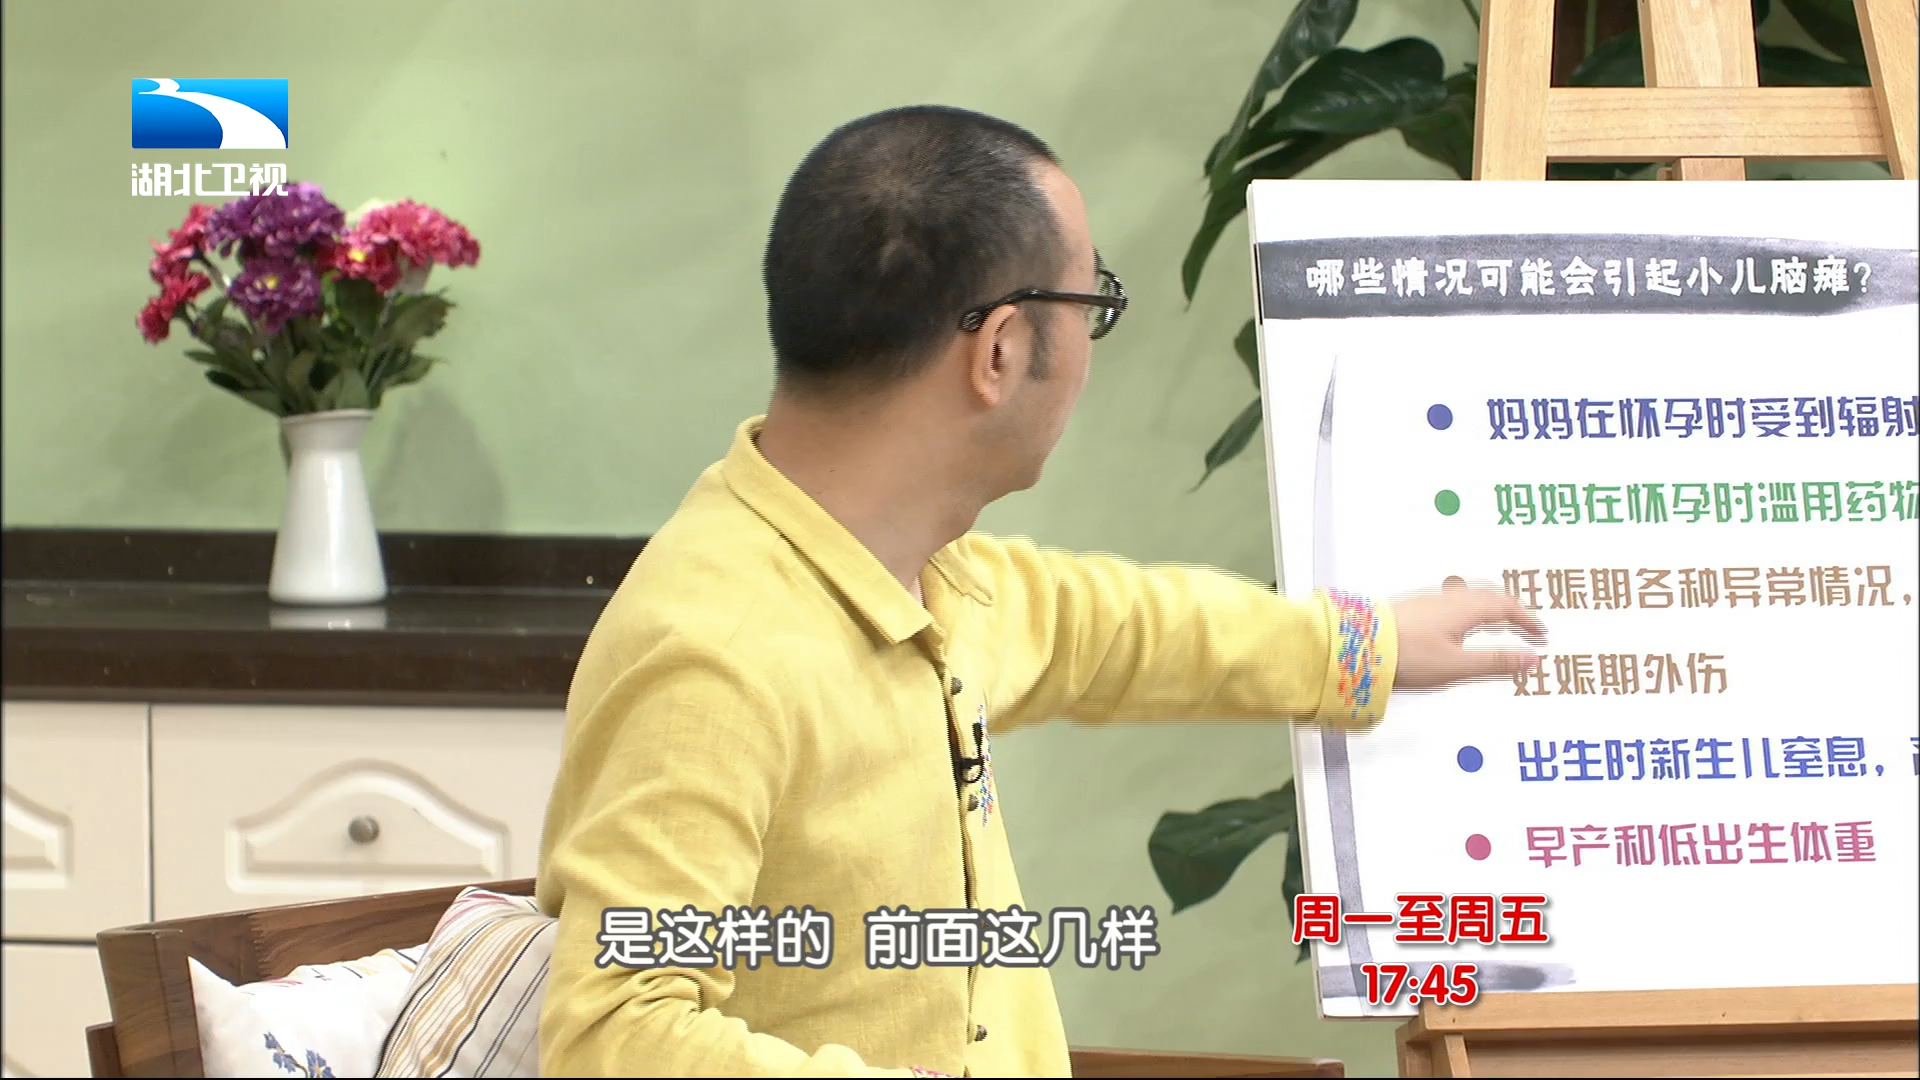 湖北卫视
哪些情况可能会引起小儿脑瘫?
妈妈在怀孕时受到辐射
妈妈在怀孕时滥用药物
妊娠期各种异常情况,
妊娠期外伤
出生时新生儿窒息,
早产和低出生体重
是这样的 前面这几样
周一至周五
17:45